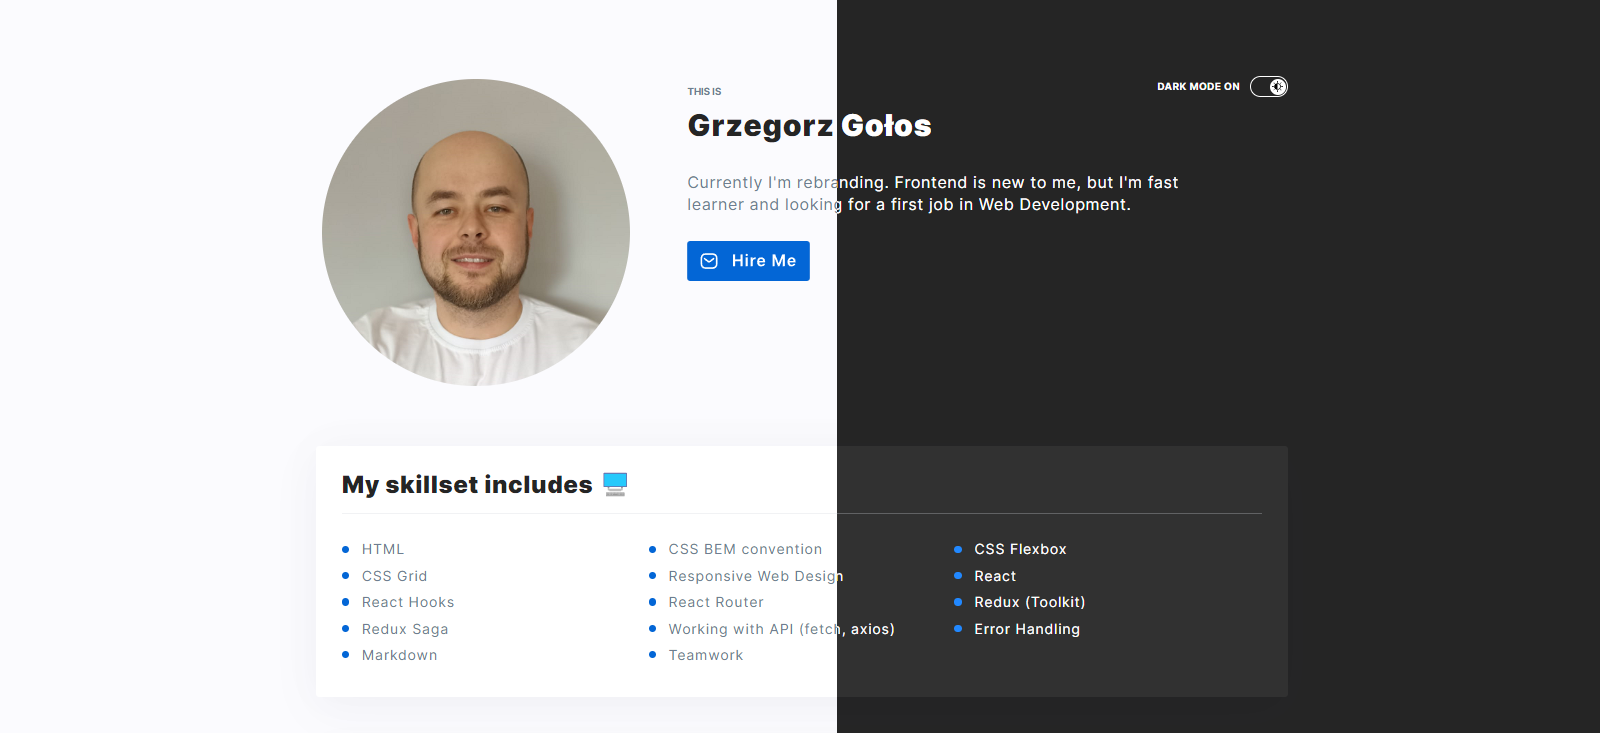 DARK MODE ON
THIS IS
Grzegorz Gołos
Currently I'm rebranding. Frontend is new to me, but I'm fast
learner and looking for a first job in Web Development.
Hire Me
My skillset includes
HTML
CSS BEM convention
CSS Flexbox
CSS Grid
Responsive Web Design
React
React Hooks
React Router
Redux (Toolkit)
Redux Saga
Working with API (fetch, axios)
Error Handling
Markdown
Teamwork